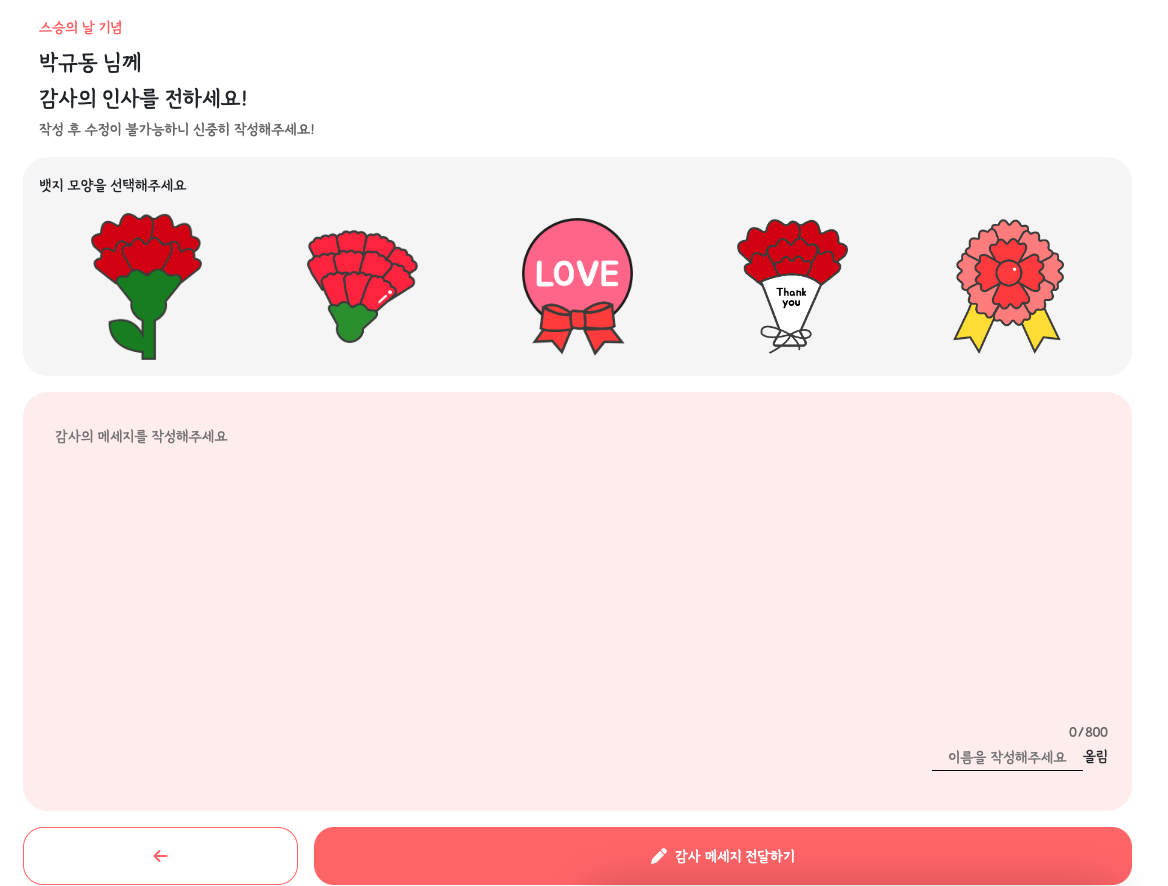 스승의 날 기념
박규동 님께
감사의 인사를 전하세요!
작성 후 수정이 불가능하니 신중히 작성해주세요!
뱃지 모양을 선택해주세요
LOVE
Thank
you
감사의 메세지를 작성해주세요
0/800
이름을 작성해주세요 올림
감사 메세지 전달하기